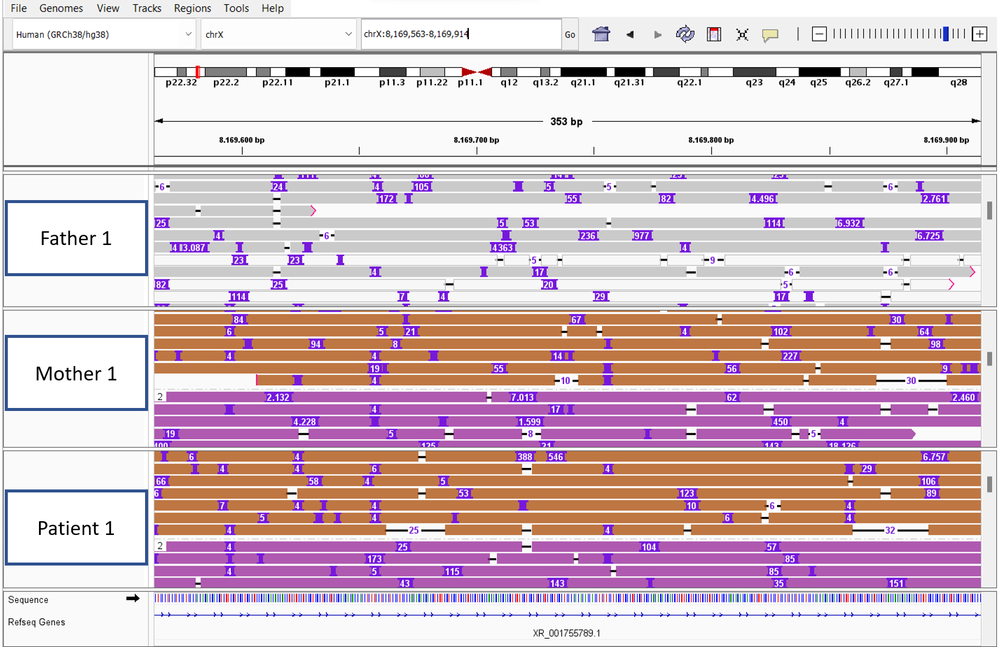 File Genomes View Tracks Regions Tools Help
Human (GRCh38/hg38) chrX chrX:8,169,563-8,169,914 Go
p22.32 p22.2 p22.11 p21.1 p11.3 p11.22 p11.1 q12 q13.2 q21.1 q21.31 q22.1 q23 q24 q25 q26.2 q27.1 q28
353 bp
8.169.600 bp 8.169.700 bp 8.169.800 bp 8.169.900 bp
Father 1
6 24 4 105 5 5 6
172 55 82 4.496 2.761
25 5 53 114 6.932
4 6 236 977 6.725
4 3.087 4363 4
23 23 5 9
4 17 6 6
82 25 20 5
114 7 4 29 17
Mother 1
84 67 30
6 5 21 4 102 64
94 8 98
4 4 14 227
19 55 56 9
4 10 30
2 2.132 7.013 62 2.460
4 17
4.228 1.599 450 4
19 5 8 5
100 125 21 143 18.126
Patient 1
6 4 388 546 6.757
4 4 6 4 29
66 58 4 5 106
6 53 123 89
7 4 4 10 6 4
5 4 6 4
4 25 4 32
2 4 25 104 57
173 85
4 5 115 85
43 143 35 151
Sequence
Refseq Genes
XR_001755789.1